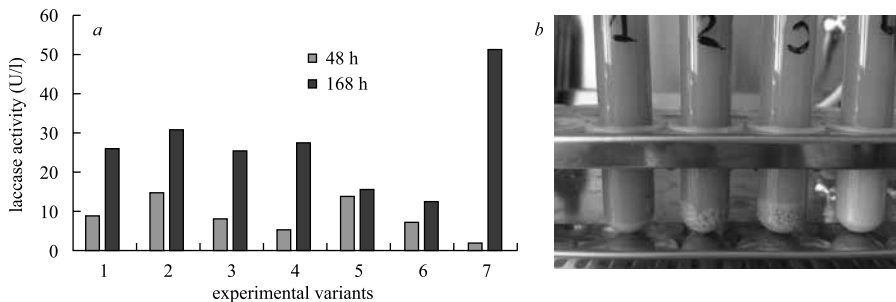 a
60
50
40
30
20
10
0
laccase activity (U/l)
48 h
168 h
1 2 3 4 5 6 7
experimental variants
b
1 2 3